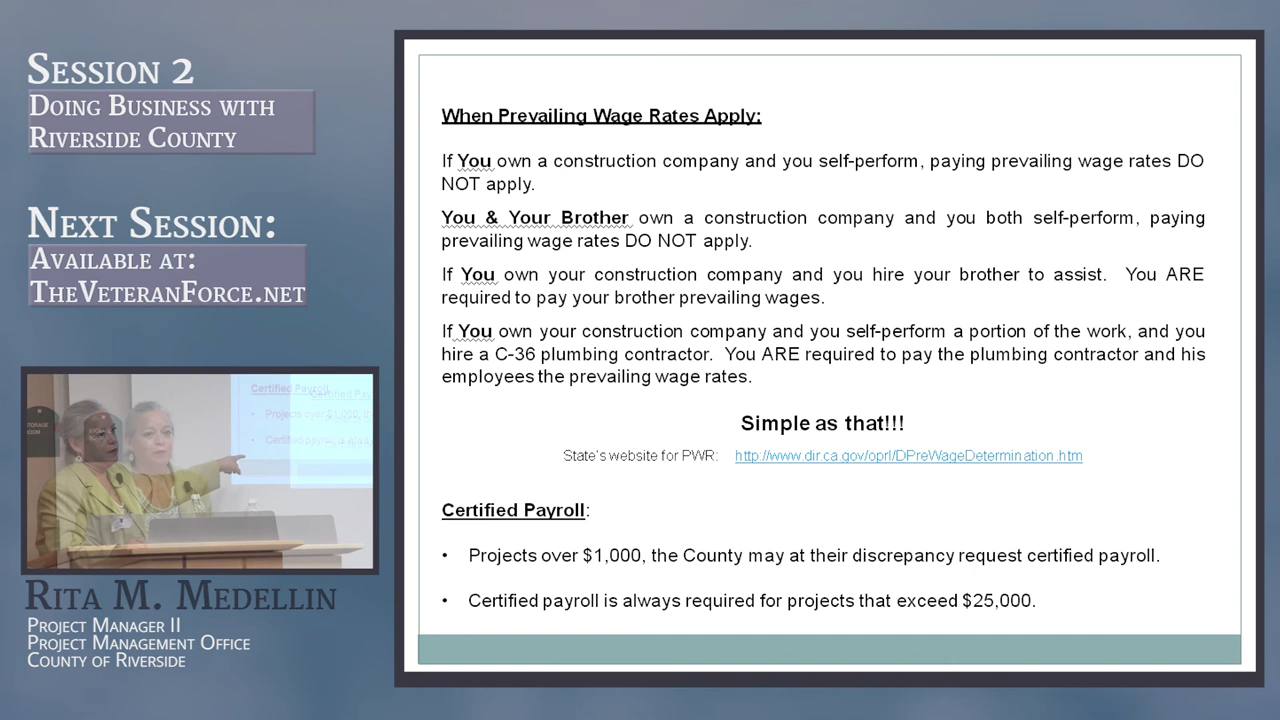 SESSION 2
DOING BUSINESS WITH
RIVERSIDE COUNTY
NEXT SESSION:
AVAILABLE AT:
THEVETERANFORCE.NET
RITA M. MEDELLIN
PROJECT MANAGER II
PROJECT MANAGEMENT OFFICE
COUNTY OF RIVERSIDE
When Prevailing Wage Rates Apply:
If You own a construction company and you self-perform, paying prevailing wage rates DO
NOT apply.
You & Your Brother own a construction company and you both self-perform, paying
prevailing wage rates DO NOT apply.
If You own your construction company and you hire your brother to assist. You ARE
required to pay your brother prevailing wages.
If You own your construction company and you self-perform a portion of the work, and you
hire a C-36 plumbing contractor. You ARE required to pay the plumbing contractor and his
employees the prevailing wage rates.
Simple as that!!!
State's website for PWR: http://www.dir.ca.gov/oprl/DPreWageDetermination.htm
Certified Payroll:
• Projects over $1,000, the County may at their discrepancy request certified payroll.
• Certified payroll is always required for projects that exceed $25,000.
Certified Payroll